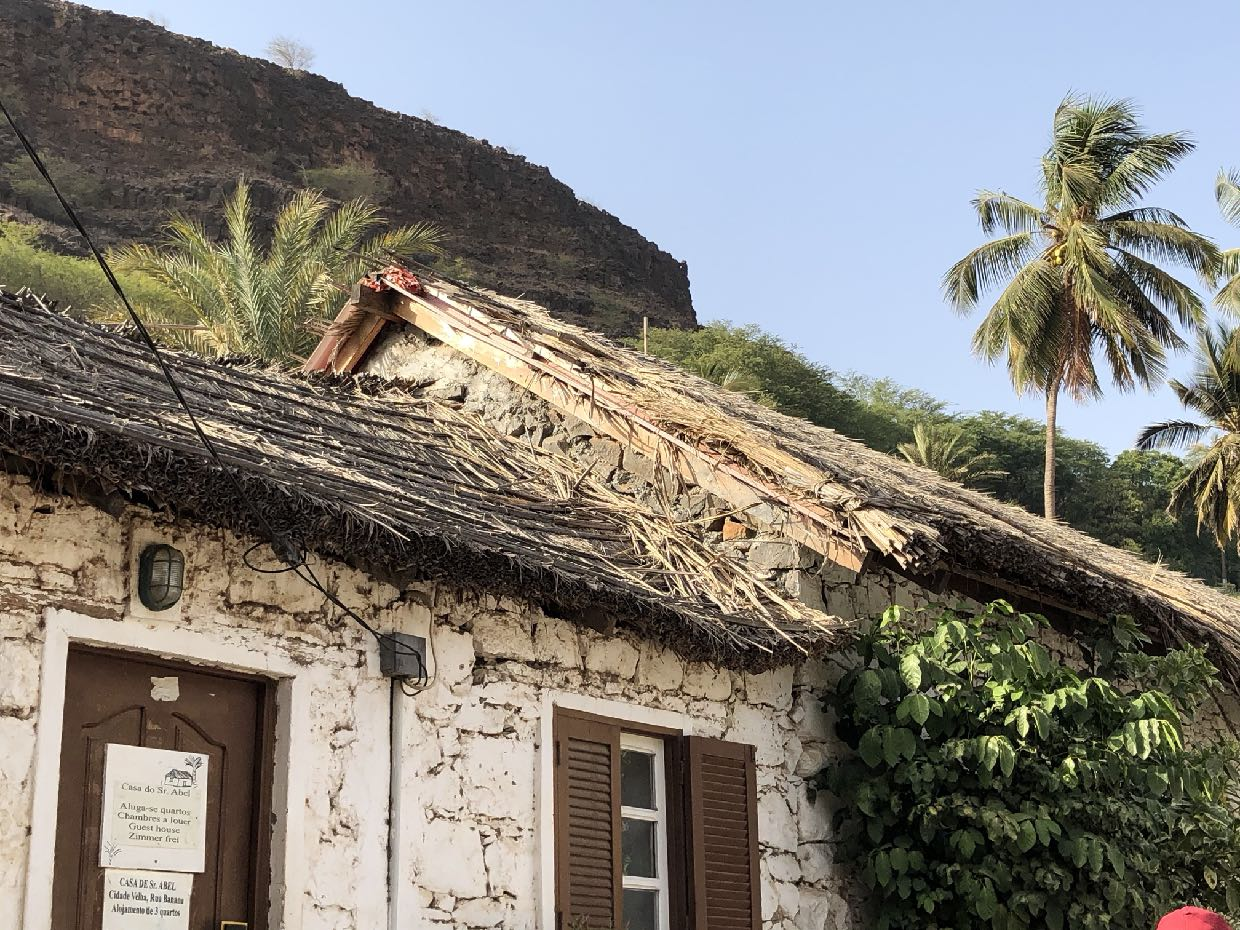 Casa do Sr. Abel
Aluga-se quartos
Chambres a louer
Guest house
Zimmer frei
CASA DE Sr. ABEL
Cidade Velha, Rua Banana
Alojamento de 3 quartos